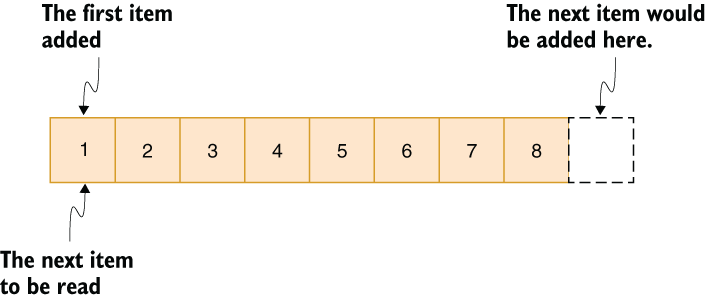 The first item
added
The next item would
be added here.
1 2 3 4 5 6 7 8
The next item
to be read